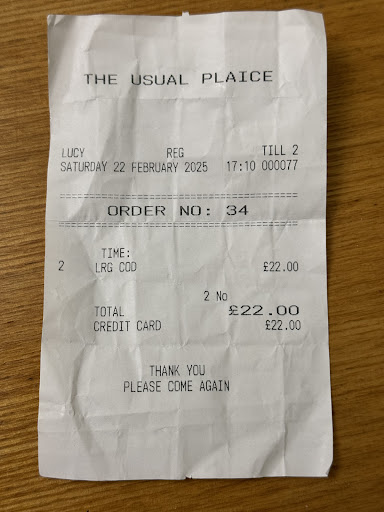 THE USUAL PLAICE
LUCY REG TILL 2
SATURDAY 22 FEBRUARY 2025 17:10 000077
ORDER NO: 34
TIME:
2 LRG COD £22.00
2 No
TOTAL £22.00
CREDIT CARD £22.00
THANK YOU
PLEASE COME AGAIN